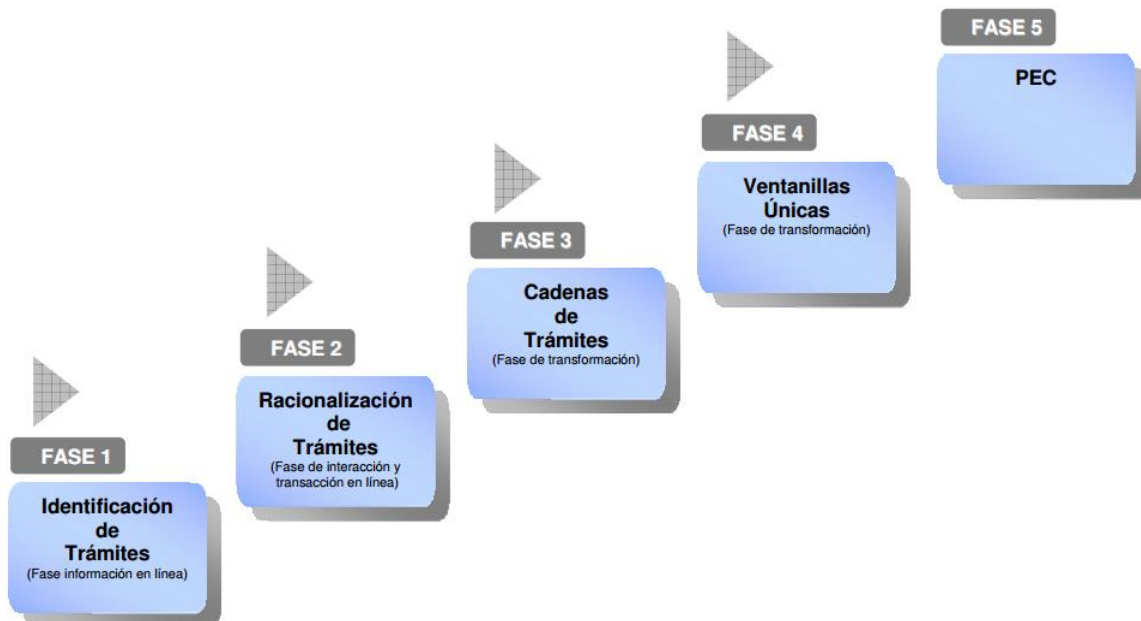 FASE 1
Identificación
de
Trámites
(Fase información en línea)
FASE 2
Racionalización
de
Trámites
(Fase de interacción y
transacción en línea)
FASE 3
Cadenas
de
Trámites
(Fase de transformación)
FASE 4
Ventanillas
Únicas
(Fase de transformación)
FASE 5
PEC